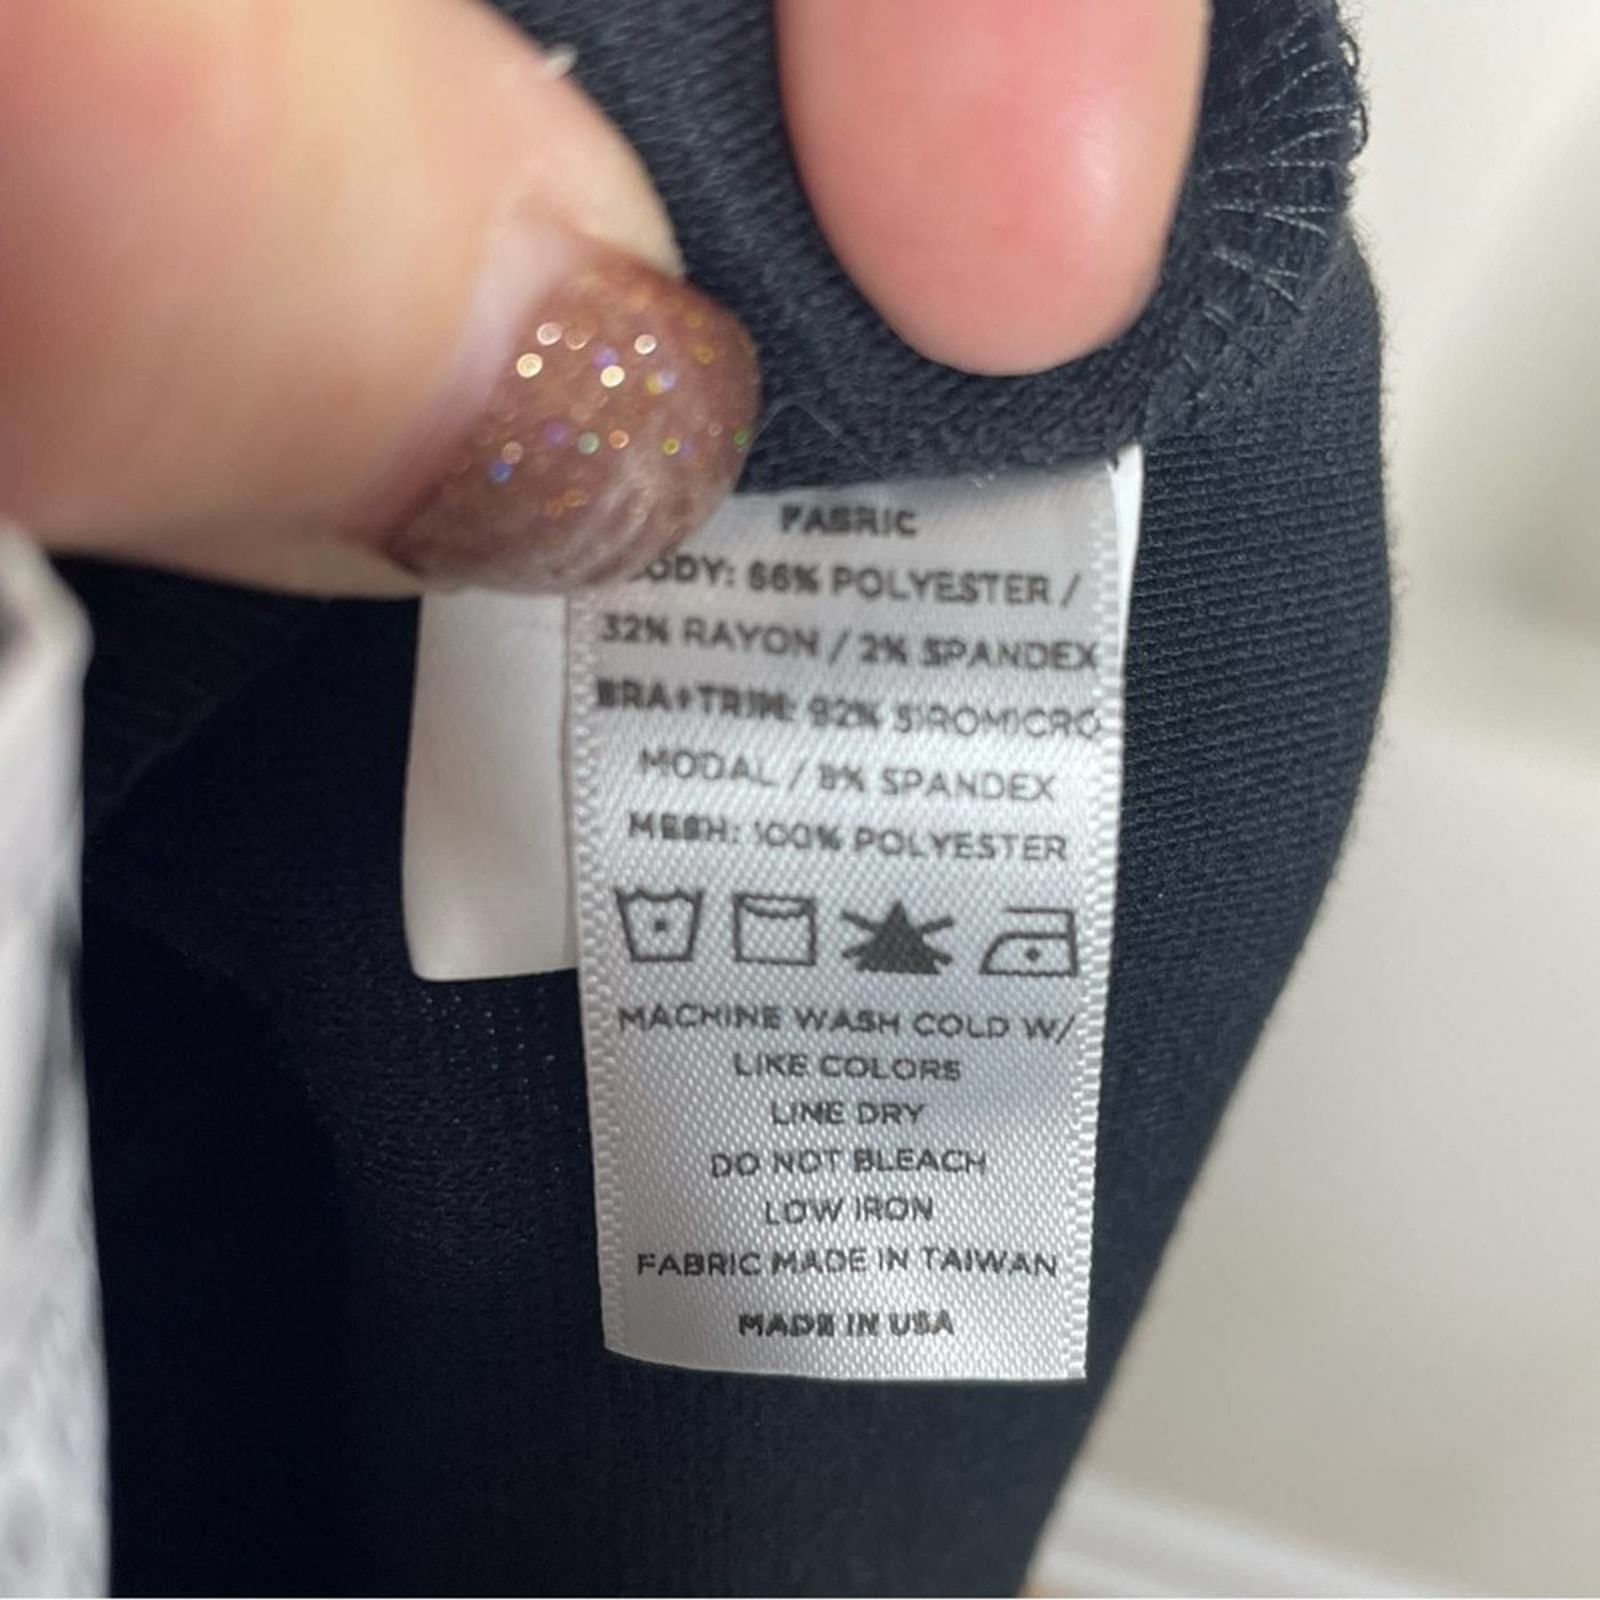 FABRIC
BODY: 66% POLYESTER /
32% RAYON / 2% SPANDEX
BRA+TRIM: 92% SIROMICRO
MODAL / 8% SPANDEX
MESH: 100% POLYESTER
MACHINE WASH COLD W/
LIKE COLORS
LINE DRY
DO NOT BLEACH
LOW IRON
FABRIC MADE IN TAIWAN
MADE IN USA